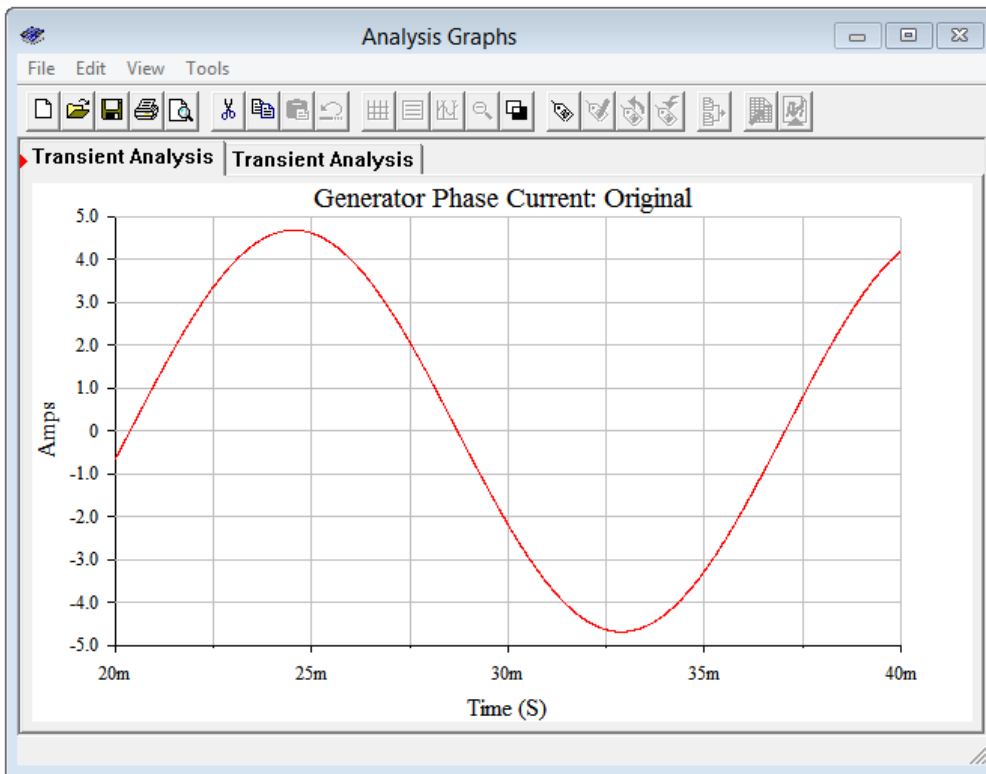 Analysis Graphs
File Edit View Tools
Transient Analysis Transient Analysis
Generator Phase Current: Original
5.0
4.0
3.0
2.0
1.0
0
-1.0
-2.0
-3.0
-4.0
-5.0
Amps
20m 25m 30m 35m 40m
Time (S)